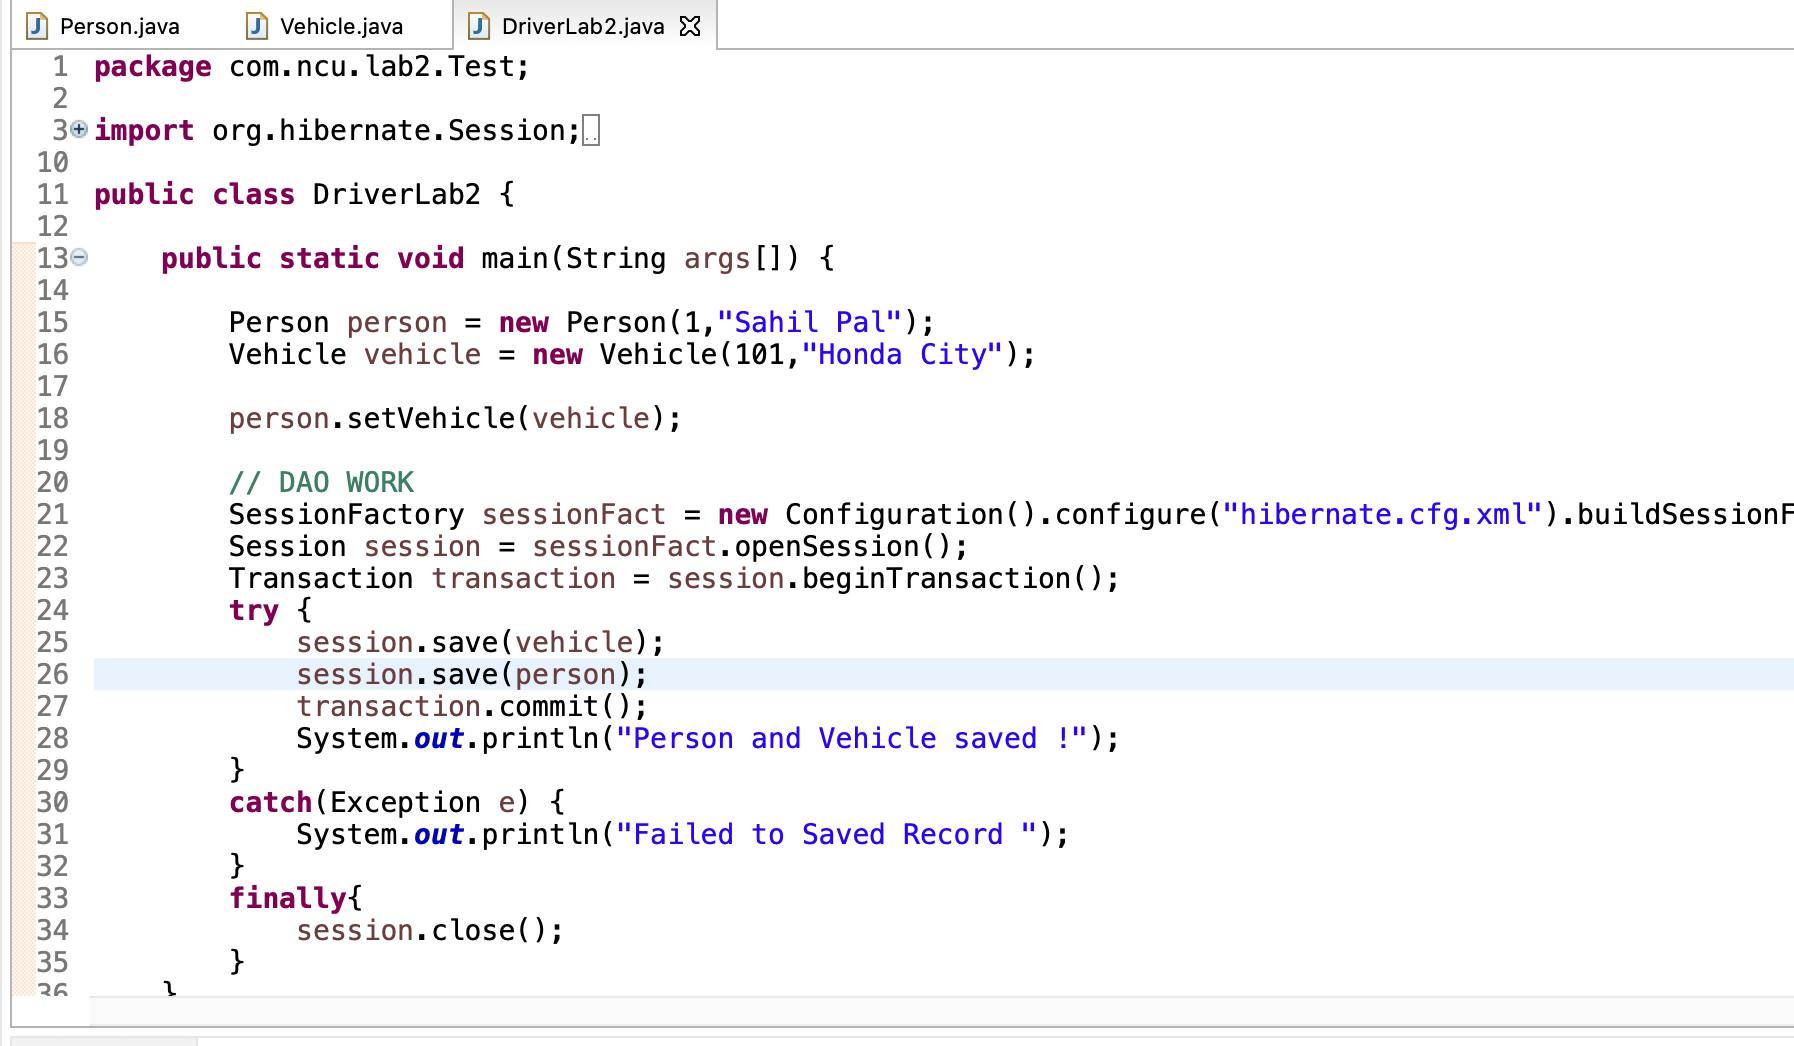 Person.java
Vehicle.java
DriverLab2.java
1 package com.ncu.lab2.Test;
2
3 import org.hibernate.Session;
10
11 public class DriverLab2 {
12
13     public static void main(String args[]) {
14
15         Person person = new Person(1,"Sahil Pal");
16         Vehicle vehicle = new Vehicle(101,"Honda City");
17
18         person.setVehicle(vehicle);
19
20         // DAO WORK
21         SessionFactory sessionFact = new Configuration().configure("hibernate.cfg.xml").buildSessionF
22         Session session = sessionFact.openSession();
23         Transaction transaction = session.beginTransaction();
24         try {
25             session.save(vehicle);
26             session.save(person);
27             transaction.commit();
28             System.out.println("Person and Vehicle saved !");
29         }
30         catch(Exception e) {
31             System.out.println("Failed to Saved Record ");
32         }
33         finally{
34             session.close();
35         }
36     }